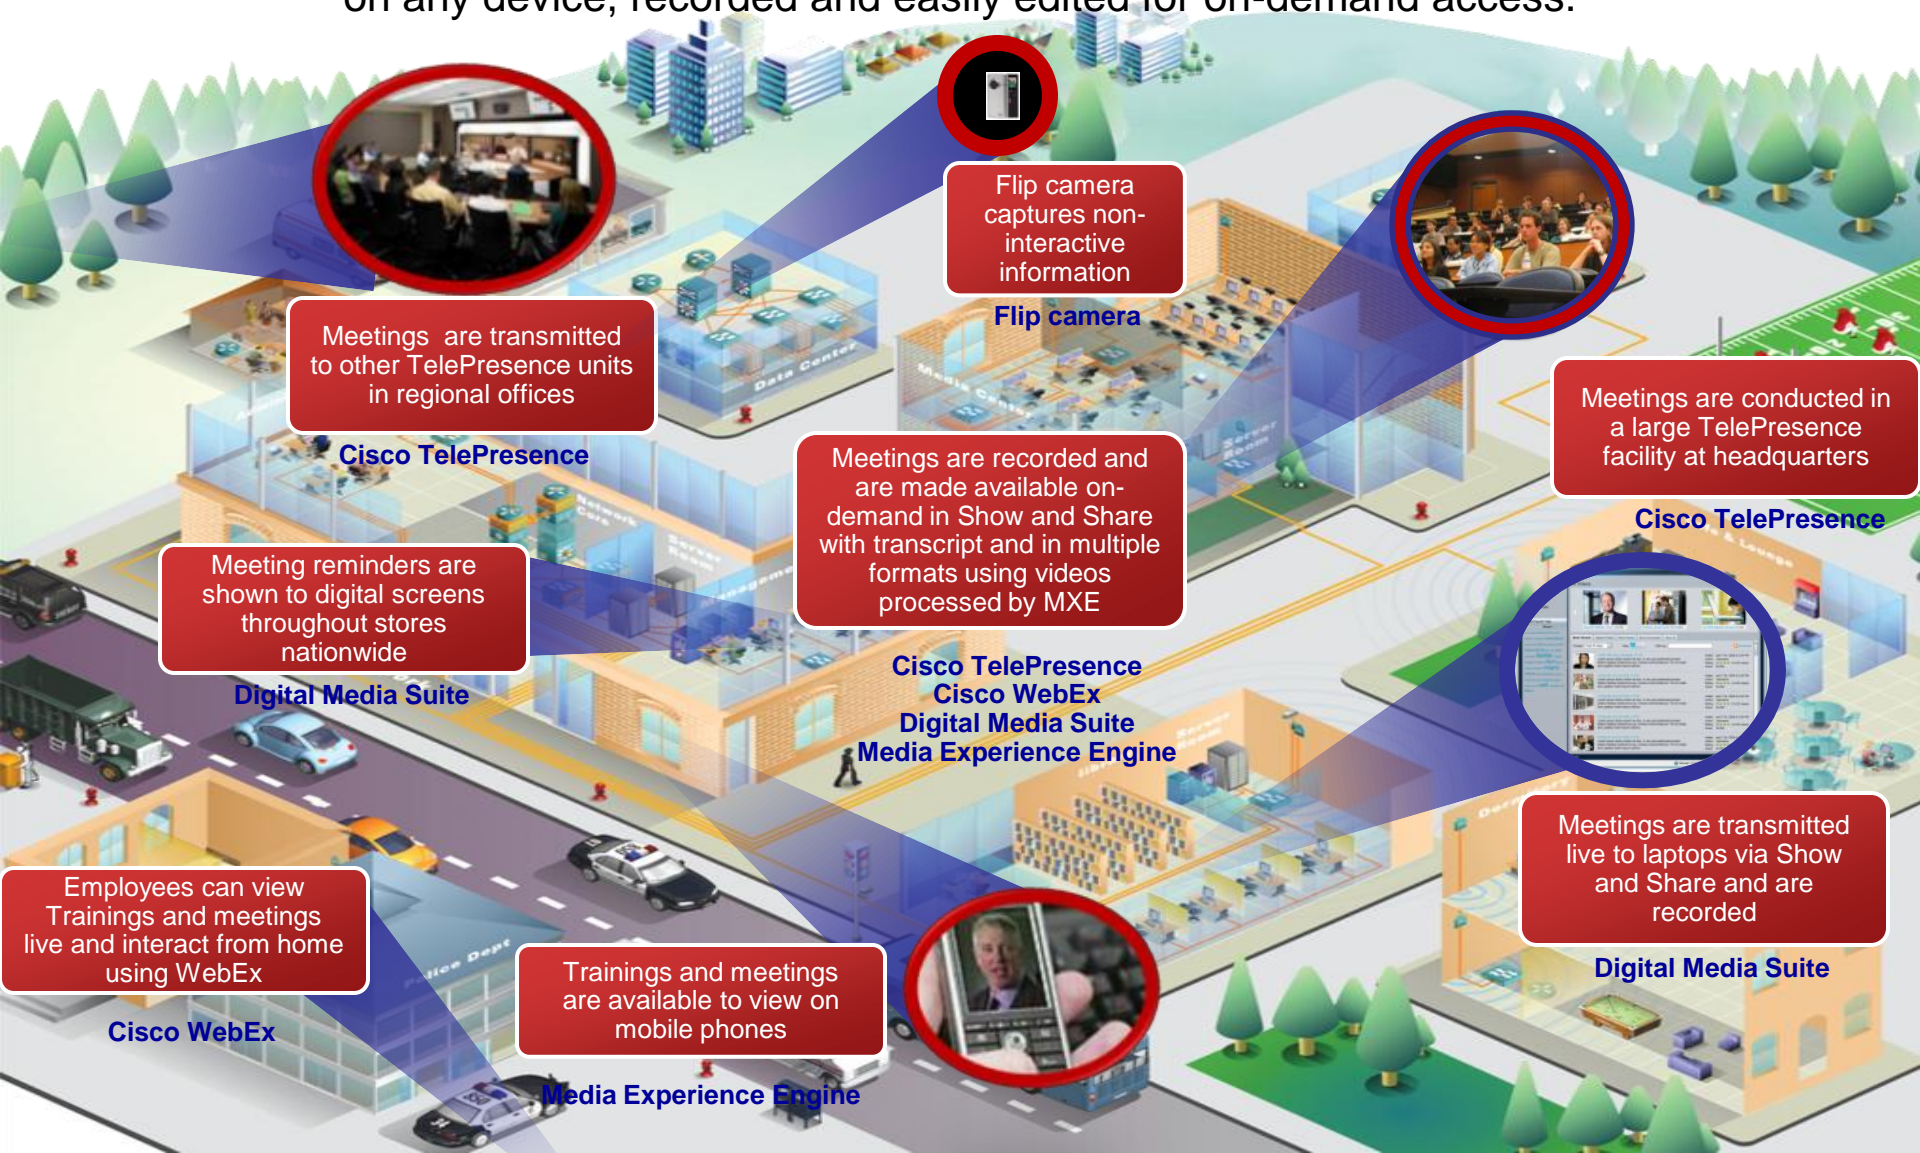 on any device, recorded and easily edited for on-demand access.
Flip camera
captures non-
interactive
information
Flip camera
Meetings are transmitted
to other TelePresence units
in regional offices
Cisco TelePresence
Data Center
Media Center
Server
Room
Meetings are conducted in
a large TelePresence
facility at headquarters
Cisco TelePresence
Meetings are recorded and
are made available on-
demand in Show and Share
with transcript and in multiple
formats using videos
processed by MXE
Cisco TelePresence
Cisco WebEx
Digital Media Suite
Media Experience Engine
Network
Core
Server
Room
Meeting reminders are
shown to digital screens
throughout stores
nationwide
Digital Media Suite
& Lounge
Server
Room
Meetings are transmitted
live to laptops via Show
and Share and are
recorded
Digital Media Suite
Employees can view
Trainings and meetings
live and interact from home
using WebEx
Cisco WebEx
Police Dept
Trainings and meetings
are available to view on
mobile phones
Media Experience Engine